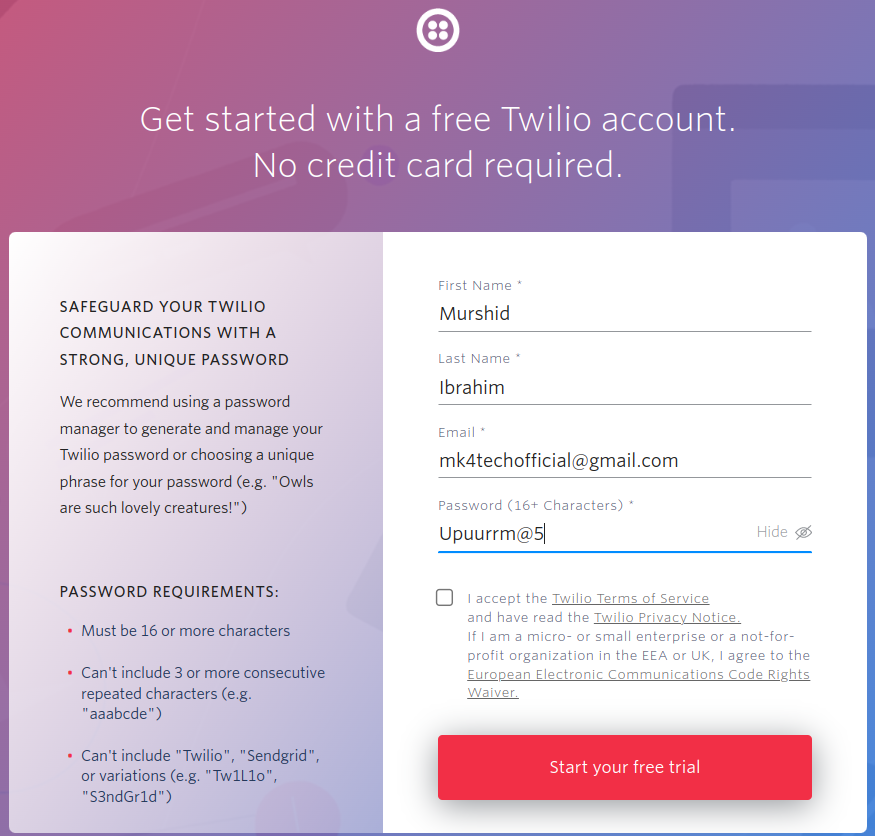 Get started with a free Twilio account.
No credit card required.
SAFEGUARD YOUR TWILIO
COMMUNICATIONS WITH A
STRONG, UNIQUE PASSWORD
We recommend using a password
manager to generate and manage your
Twilio password or choosing a unique
phrase for your password (e.g. "Owls
are such lovely creatures!")
PASSWORD REQUIREMENTS:
• Must be 16 or more characters
• Can't include 3 or more consecutive
repeated characters (e.g.
"aaabcde")
• Can't include "Twilio", "Sendgrid",
or variations (e.g. "Tw1L1o",
"S3ndGr1d")
First Name *
Murshid
Last Name *
Ibrahim
Email *
mk4techofficial@gmail.com
Password (16+ Characters) *
Upuurrm@5
Hide
I accept the Twilio Terms of Service
and have read the Twilio Privacy Notice.
If I am a micro- or small enterprise or a not-for-
profit organization in the EEA or UK, I agree to the
European Electronic Communications Code Rights
Waiver.
Start your free trial